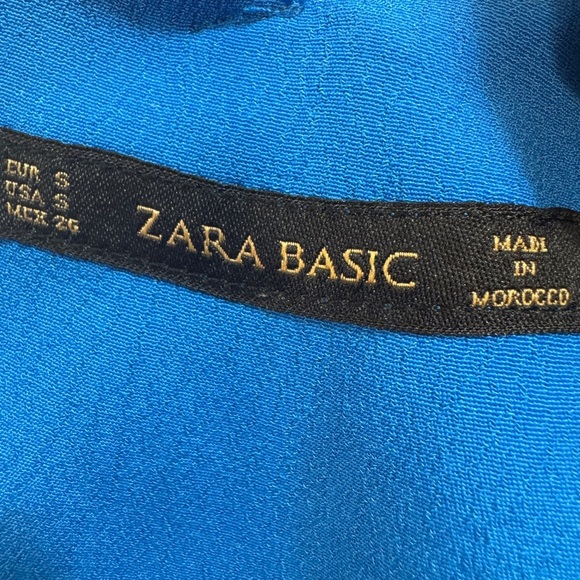 EUR S
USA S
MEX 26
ZARA BASIC
MADE
IN
MOROCCO